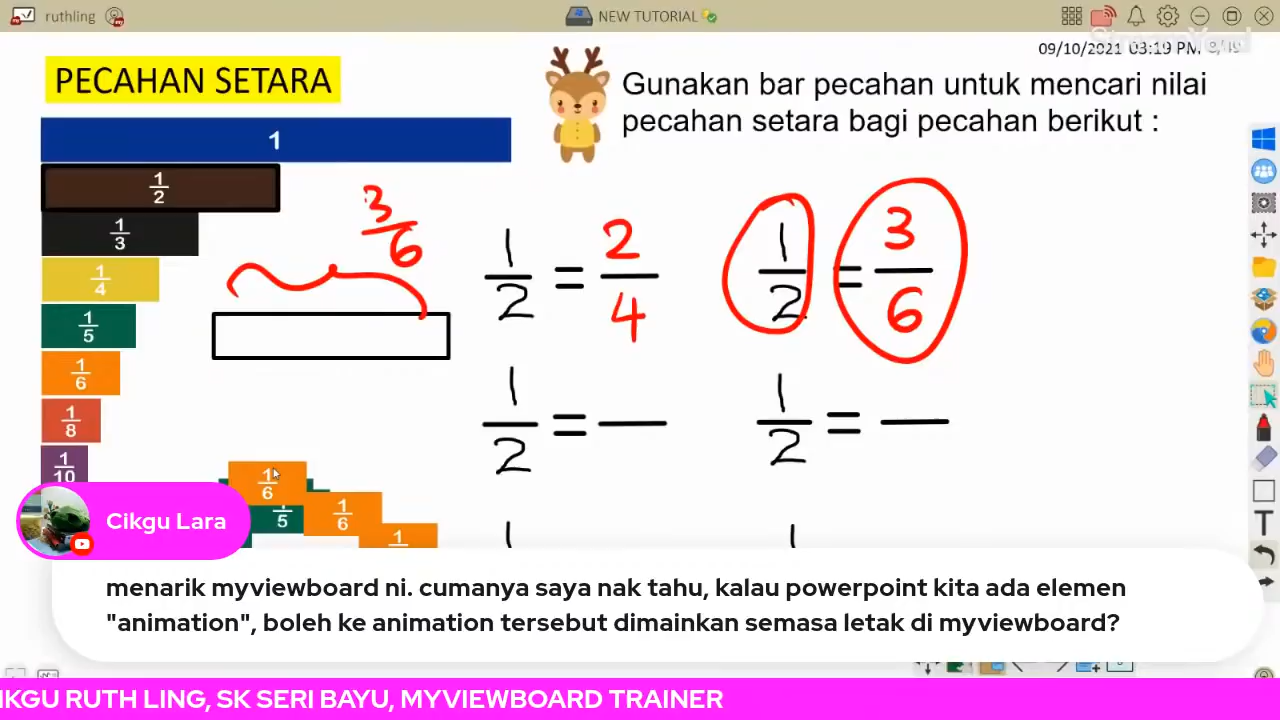 ruthling
NEW TUTORIAL
09/10/2021 03:19 PM
PECAHAN SETARA
Gunakan bar pecahan untuk mencari nilai
pecahan setara bagi pecahan berikut :
1
1/2
1/3
1/4
1/5
1/6
1/8
1/10
3/6
1/2 = 2/4
1/2 = 3/6
1/2 = —
1/2 = —
1/6
1/5
1/6
1
1
1
Cikgu Lara
menarik myviewboard ni. cumanya saya nak tahu, kalau powerpoint kita ada elemen
"animation", boleh ke animation tersebut dimainkan semasa letak di myviewboard?
IKGU RUTH LING, SK SERI BAYU, MYVIEWBOARD TRAINER